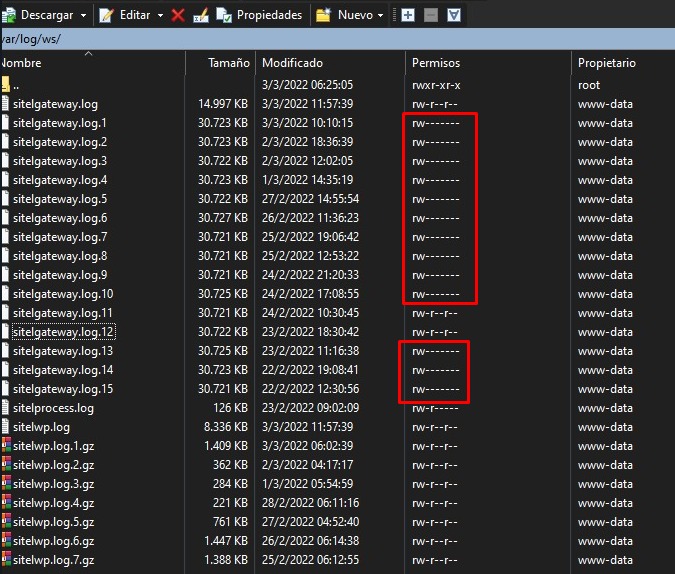 Descargar Editar Propiedades Nuevo
var/log/ws/
Nombre Tamaño Modificado Permisos Propietario
.. 3/3/2022 06:25:05 rwxr-xr-x root
sitelgateway.log 14.997 KB 3/3/2022 11:57:39 rw-r--r-- www-data
sitelgateway.log.1 30.723 KB 3/3/2022 10:10:15 rw------- www-data
sitelgateway.log.2 30.723 KB 2/3/2022 18:36:39 rw------- www-data
sitelgateway.log.3 30.722 KB 2/3/2022 12:02:05 rw------- www-data
sitelgateway.log.4 30.723 KB 1/3/2022 14:35:19 rw------- www-data
sitelgateway.log.5 30.722 KB 27/2/2022 14:55:54 rw------- www-data
sitelgateway.log.6 30.727 KB 26/2/2022 11:36:23 rw------- www-data
sitelgateway.log.7 30.721 KB 25/2/2022 19:06:42 rw------- www-data
sitelgateway.log.8 30.721 KB 25/2/2022 12:53:22 rw------- www-data
sitelgateway.log.9 30.721 KB 24/2/2022 21:20:33 rw------- www-data
sitelgateway.log.10 30.725 KB 24/2/2022 17:08:55 rw------- www-data
sitelgateway.log.11 30.721 KB 24/2/2022 10:30:45 rw-r--r-- www-data
sitelgateway.log.12 30.722 KB 23/2/2022 18:30:42 rw-r--r-- www-data
sitelgateway.log.13 30.725 KB 23/2/2022 11:16:38 rw------- www-data
sitelgateway.log.14 30.723 KB 22/2/2022 19:08:41 rw------- www-data
sitelgateway.log.15 30.721 KB 22/2/2022 12:30:56 rw------- www-data
sitelprocess.log 126 KB 23/2/2022 09:02:09 rw-r----- www-data
sitelwp.log 8.336 KB 3/3/2022 11:57:39 rw-r--r-- www-data
sitelwp.log.1.gz 1.409 KB 3/3/2022 06:02:39 rw-r--r-- www-data
sitelwp.log.2.gz 362 KB 2/3/2022 04:17:17 rw-r--r-- www-data
sitelwp.log.3.gz 284 KB 1/3/2022 05:54:59 rw-r--r-- www-data
sitelwp.log.4.gz 221 KB 28/2/2022 06:11:16 rw-r--r-- www-data
sitelwp.log.5.gz 761 KB 27/2/2022 04:52:40 rw-r--r-- www-data
sitelwp.log.6.gz 1.447 KB 26/2/2022 06:14:38 rw-r--r-- www-data
sitelwp.log.7.gz 1.388 KB 25/2/2022 06:12:55 rw-r--r-- www-data